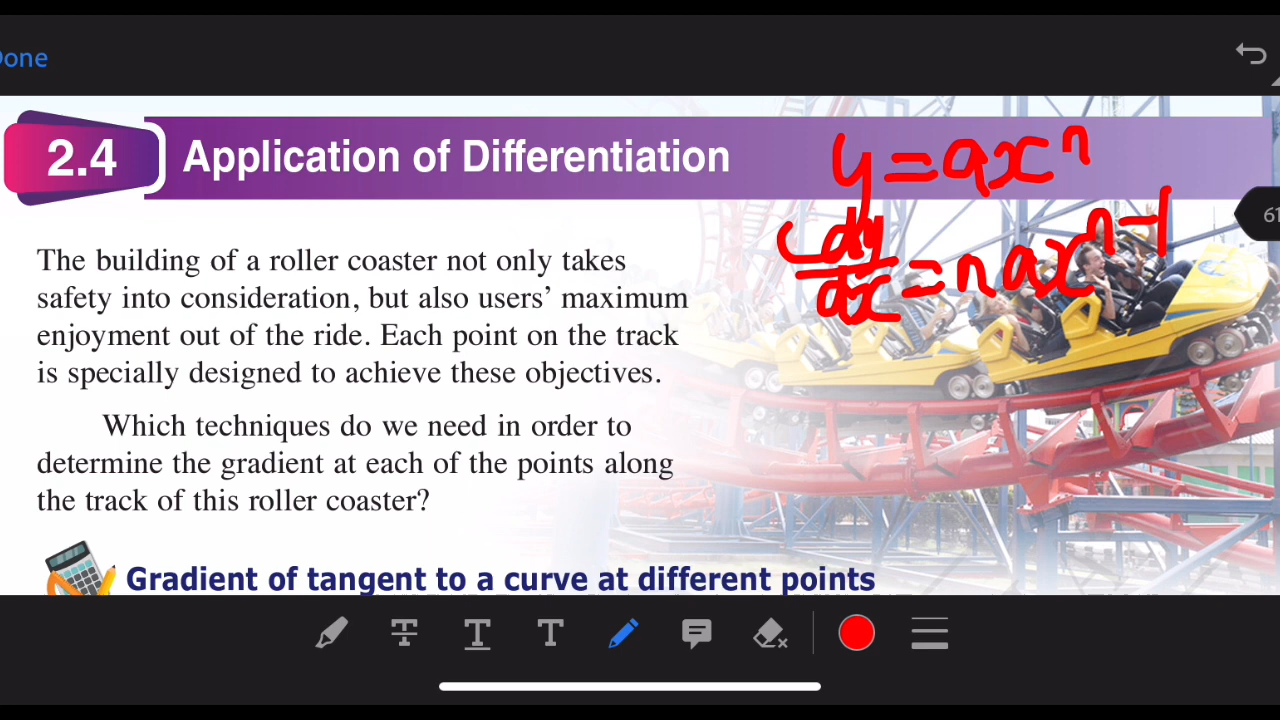 Done
2.4 Application of Differentiation
y = ax^n
dy/dx = nax^n-1
61
The building of a roller coaster not only takes
safety into consideration, but also users’ maximum
enjoyment out of the ride. Each point on the track
is specially designed to achieve these objectives.
Which techniques do we need in order to
determine the gradient at each of the points along
the track of this roller coaster?
Gradient of tangent to a curve at different points
T T T